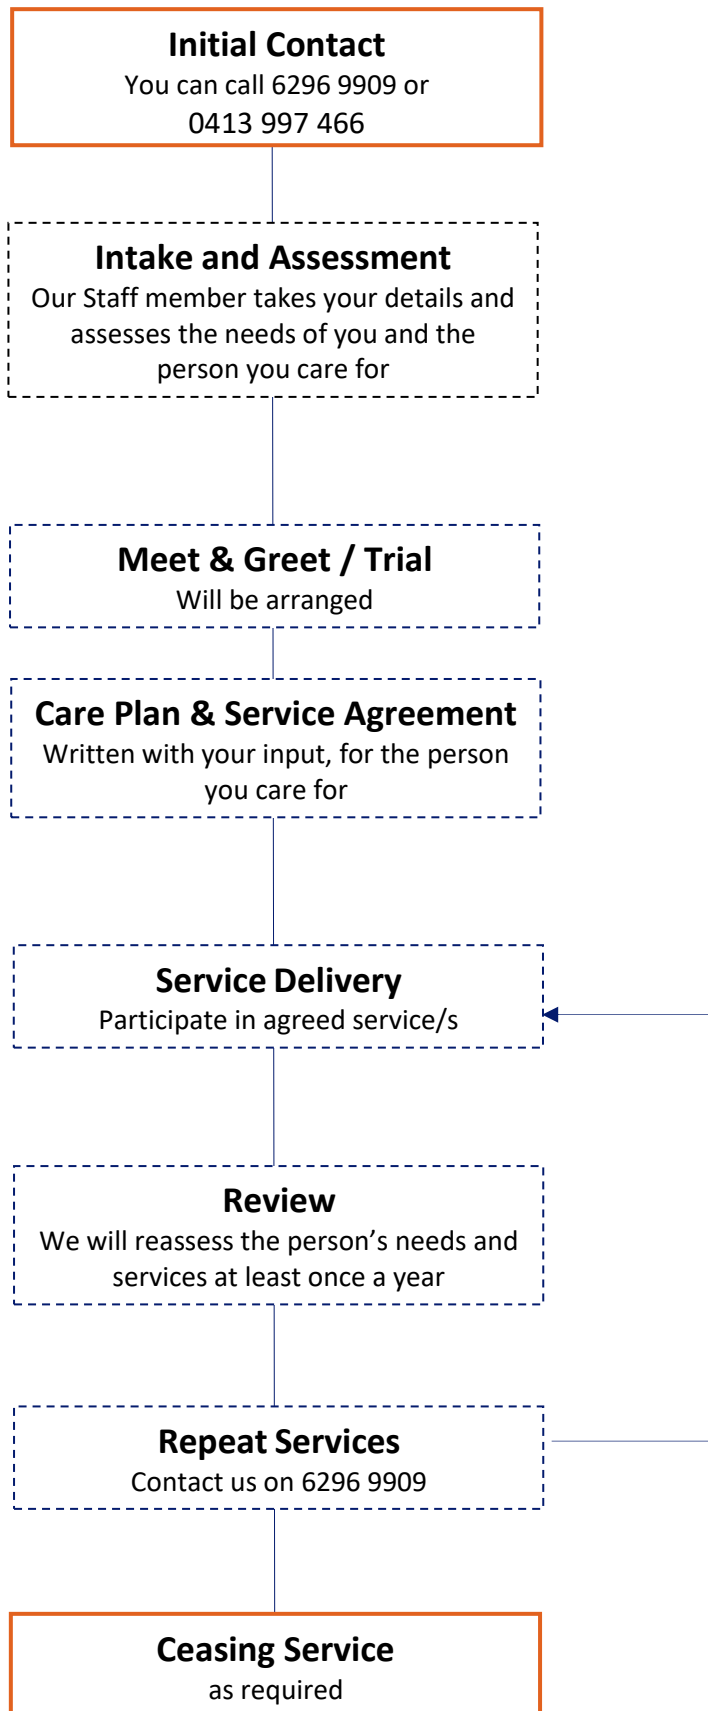 Initial Contact
You can call 6296 9909 or
0413 997 466
Intake and Assessment
Our Staff member takes your details and
assesses the needs of you and the
person you care for
Meet & Greet / Trial
Will be arranged
Care Plan & Service Agreement
Written with your input, for the person
you care for
Service Delivery
Participate in agreed service/s
Review
We will reassess the person’s needs and
services at least once a year
Repeat Services
Contact us on 6296 9909
Ceasing Service
as required